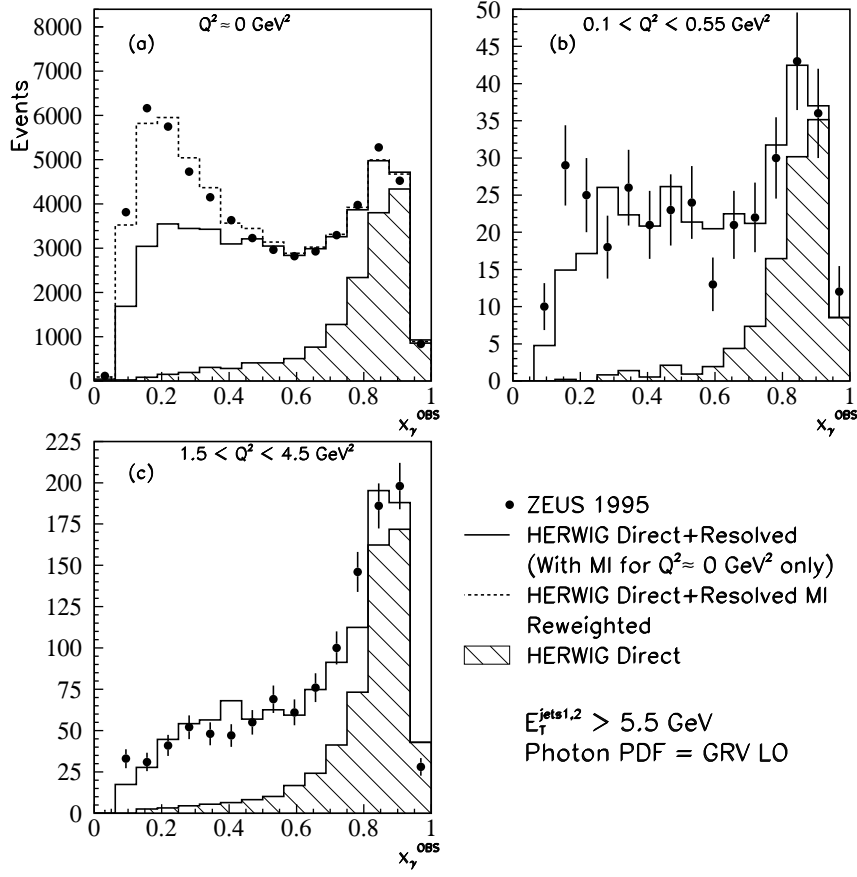 (a)
Q² ≈ 0 GeV²
Events
8000
7000
6000
5000
4000
3000
2000
1000
0
0 0.2 0.4 0.6 0.8 1
xγ^OBS
(b)
0.1 < Q² < 0.55 GeV²
50
45
40
35
30
25
20
15
10
5
0
0 0.2 0.4 0.6 0.8 1
xγ^OBS
(c)
1.5 < Q² < 4.5 GeV²
225
200
175
150
125
100
75
50
25
0
0 0.2 0.4 0.6 0.8 1
xγ^OBS
ZEUS 1995
HERWIG Direct+Resolved
(With MI for Q²≈ 0 GeV² only)
HERWIG Direct+Resolved MI
Reweighted
HERWIG Direct
E_T^jets1,2 > 5.5 GeV
Photon PDF = GRV LO